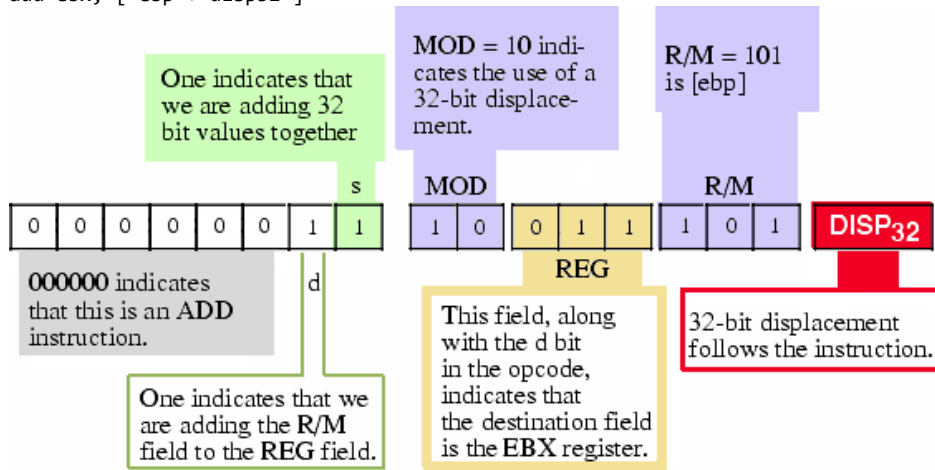 One indicates that
we are adding 32
bit values together
MOD = 10 indi-
cates the use of a
32-bit displace-
ment.
R/M = 101
is [ebp]
s
MOD
R/M
0 0 0 0 0 0 1 1
1 0
0 1 1
1 0 1
DISP32
000000 indicates
that this is an ADD
instruction.
d
REG
One indicates that we
are adding the R/M
field to the REG field.
This field, along
with the d bit
in the opcode,
indicates that
the destination field
is the EBX register.
32-bit displacement
follows the instruction.